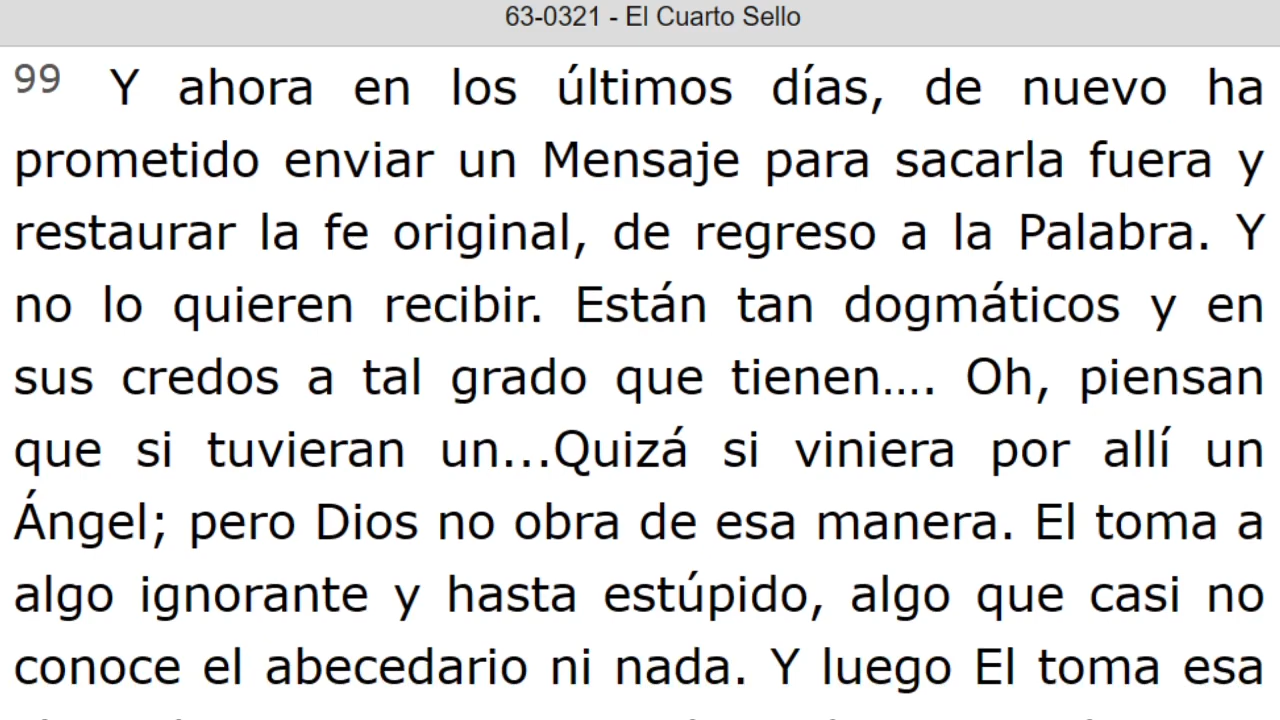 63-0321 - El Cuarto Sello
99 Y ahora en los últimos días, de nuevo ha
prometido enviar un Mensaje para sacarla fuera y
restaurar la fe original, de regreso a la Palabra. Y
no lo quieren recibir. Están tan dogmáticos y en
sus credos a tal grado que tienen…. Oh, piensan
que si tuvieran un...Quizá si viniera por allí un
Ángel; pero Dios no obra de esa manera. El toma a
algo ignorante y hasta estúpido, algo que casi no
conoce el abecedario ni nada. Y luego El toma esa